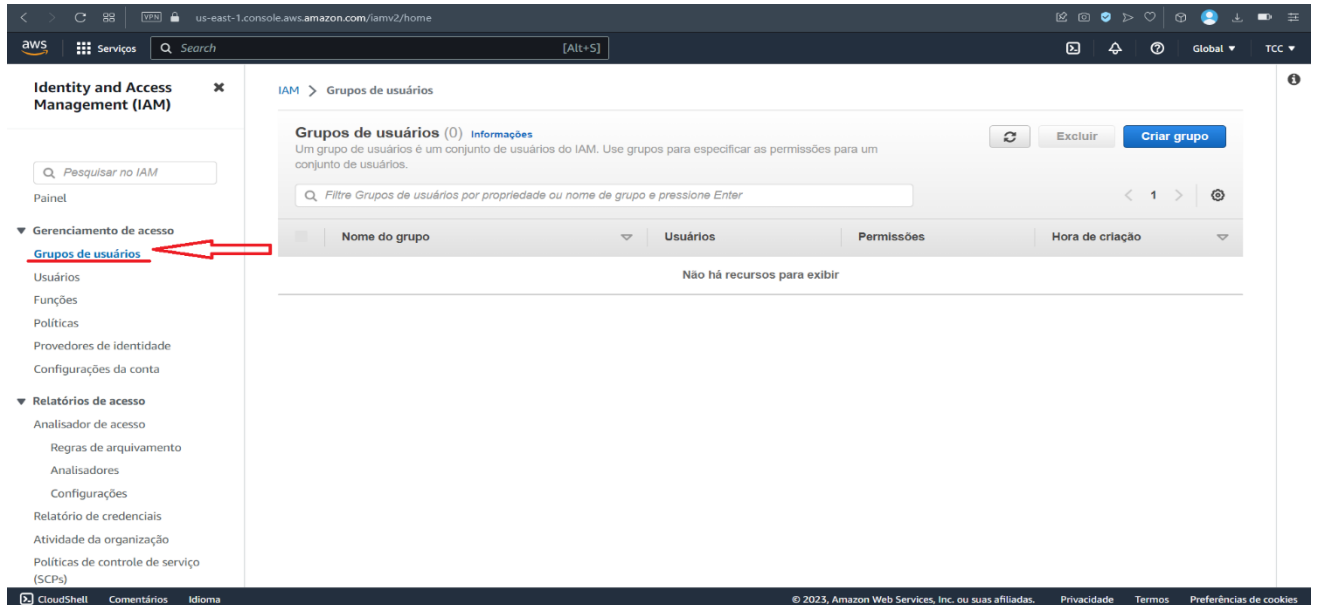 VPN us-east-1.console.aws.amazon.com/iamv2/home
aws Serviços Search [Alt+S] Global TCC
Identity and Access
Management (IAM)
Pesquisar no IAM
Painel
Gerenciamento de acesso
Grupos de usuários
Usuários
Funções
Políticas
Provedores de identidade
Configurações da conta
Relatórios de acesso
Analisador de acesso
Regras de arquivamento
Analisadores
Configurações
Relatório de credenciais
Atividade da organização
Políticas de controle de serviço
(SCPs)
IAM > Grupos de usuários
Grupos de usuários (0) Informações
Um grupo de usuários é um conjunto de usuários do IAM. Use grupos para especificar as permissões para um
conjunto de usuários.
Excluir Criar grupo
Filtre Grupos de usuários por propriedade ou nome de grupo e pressione Enter
< 1 >
Nome do grupo Usuários Permissões Hora de criação
Não há recursos para exibir
CloudShell Comentários Idioma © 2023, Amazon Web Services, Inc. ou suas afiliadas. Privacidade Termos Preferências de cookies